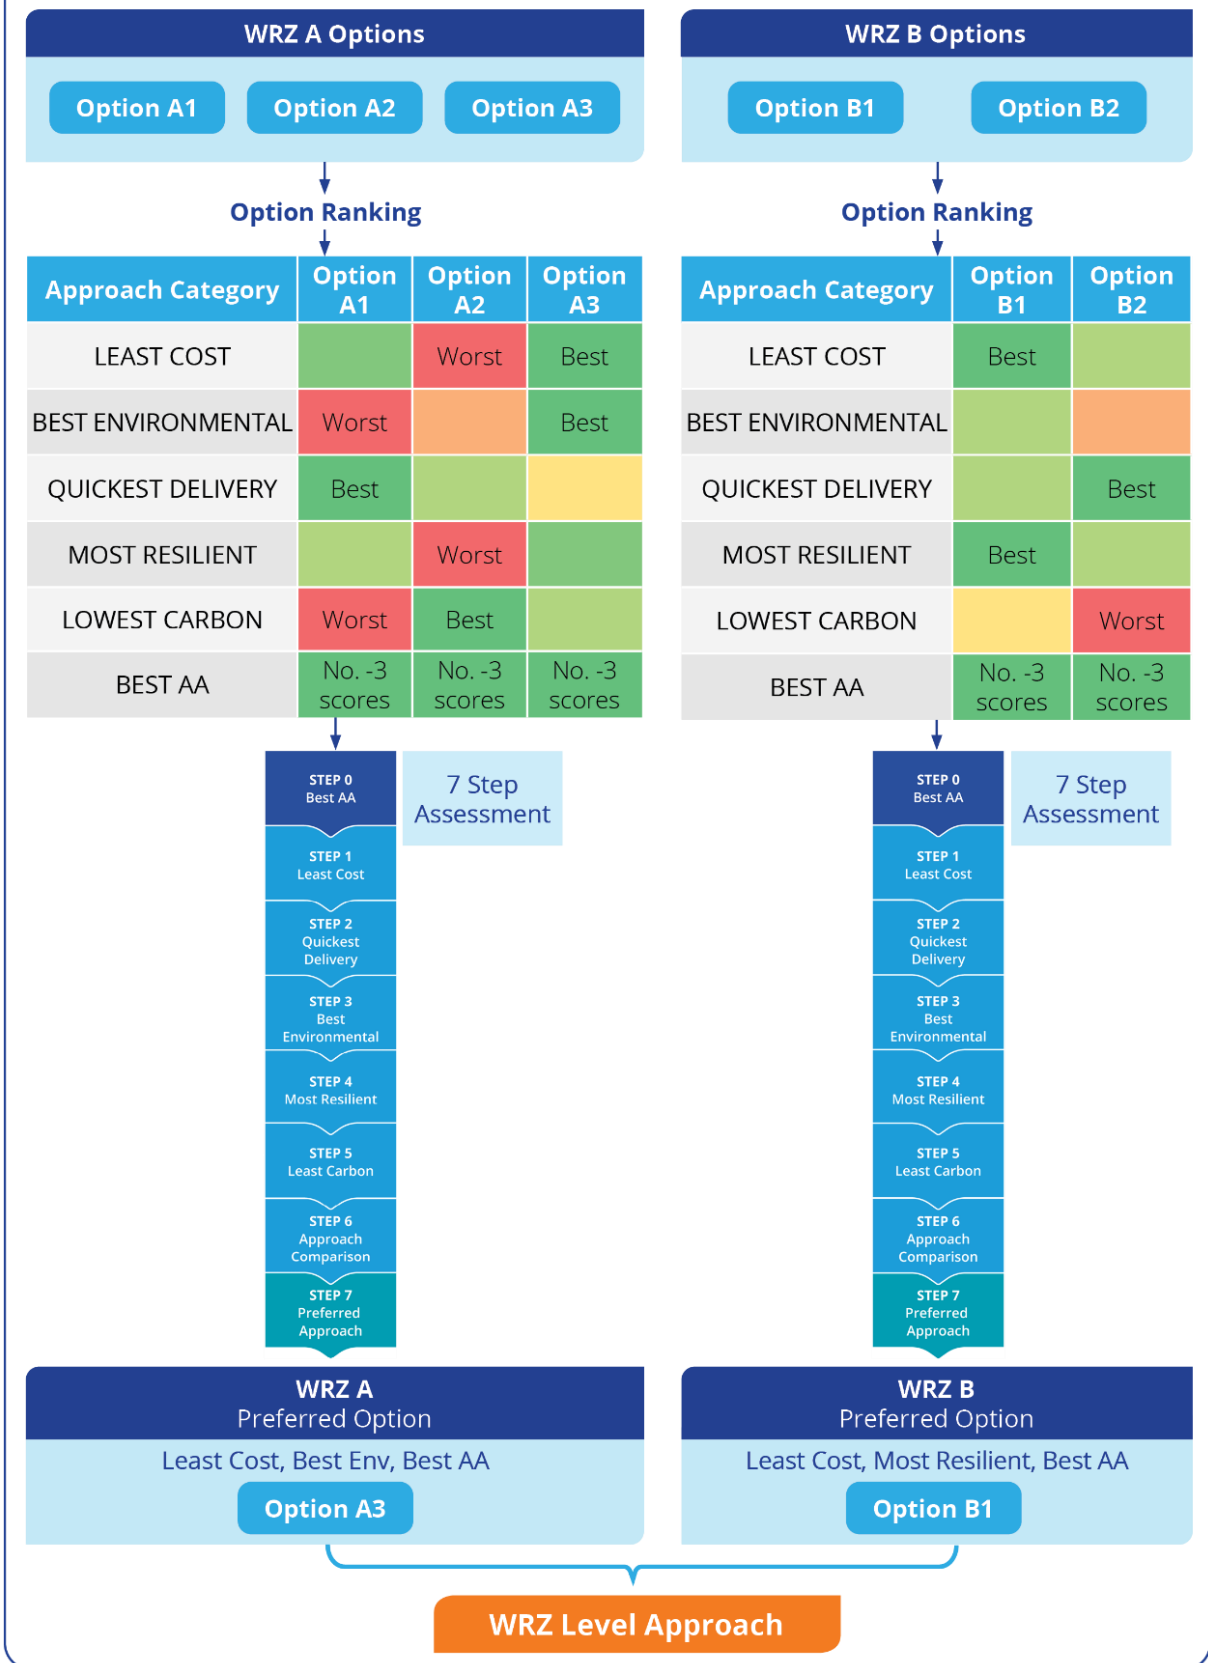 WRZ A Options
Option A1
Option A2
Option A3
Option Ranking
Approach Category
Option
A1
Option
A2
Option
A3
LEAST COST
Worst
Best
BEST ENVIRONMENTAL
Worst
Best
QUICKEST DELIVERY
Best
MOST RESILIENT
Worst
LOWEST CARBON
Worst
Best
BEST AA
No. -3
scores
No. -3
scores
No. -3
scores
STEP 0
Best AA
7 Step
Assessment
STEP 1
Least Cost
STEP 2
Quickest
Delivery
STEP 3
Best
Environmental
STEP 4
Most Resilient
STEP 5
Least Carbon
STEP 6
Approach
Comparison
STEP 7
Preferred
Approach
WRZ A
Preferred Option
Least Cost, Best Env, Best AA
Option A3
WRZ B Options
Option B1
Option B2
Option Ranking
Approach Category
Option
B1
Option
B2
LEAST COST
Best
BEST ENVIRONMENTAL
QUICKEST DELIVERY
Best
MOST RESILIENT
Best
LOWEST CARBON
Worst
BEST AA
No. -3
scores
No. -3
scores
STEP 0
Best AA
7 Step
Assessment
STEP 1
Least Cost
STEP 2
Quickest
Delivery
STEP 3
Best
Environmental
STEP 4
Most Resilient
STEP 5
Least Carbon
STEP 6
Approach
Comparison
STEP 7
Preferred
Approach
WRZ B
Preferred Option
Least Cost, Most Resilient, Best AA
Option B1
WRZ Level Approach